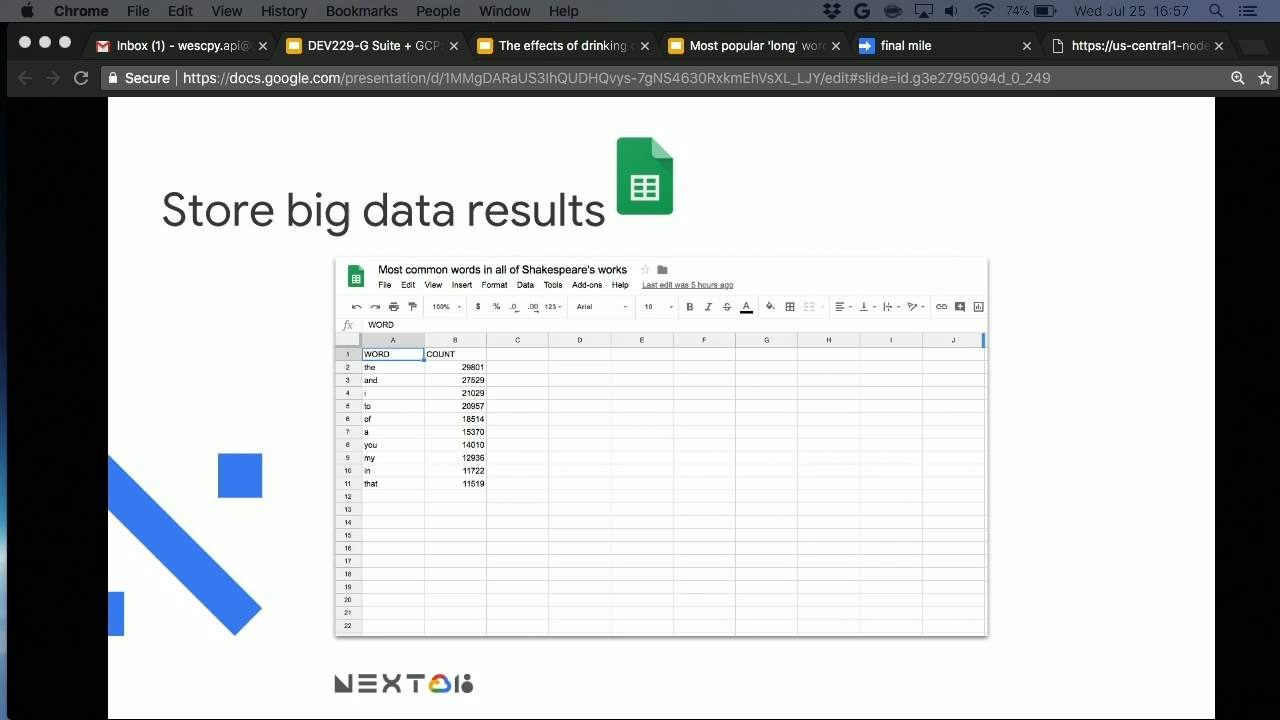 Chrome File Edit View History Bookmarks People Window Help 74% Wed Jul 25 16:57
Inbox (1) - wescpy.api@ DEV229-G Suite + GCP: The effects of drinking Most popular 'long' wor final mile https://us-central1-node
Secure https://docs.google.com/presentation/d/1MMgDARaUS3IhQUDHQvys-7gNS4630RxkmEhVsXL_LJY/edit#slide=id.g3e2795094d_0_249
Store big data results
Most common words in all of Shakespeare's works
File Edit View Insert Format Data Tools Add-ons Help Last edit was 5 hours ago
100% $ % .0 .00 123 Arial 10 B I S A
fx WORD
A B C D E F G H I J
1 WORD COUNT
2 the 29801
3 and 27529
4 i 21029
5 to 20957
6 of 18514
7 a 15370
8 you 14010
9 my 12936
10 in 11722
11 that 11519
12
13
14
15
16
17
18
19
20
21
22
NEXT 18